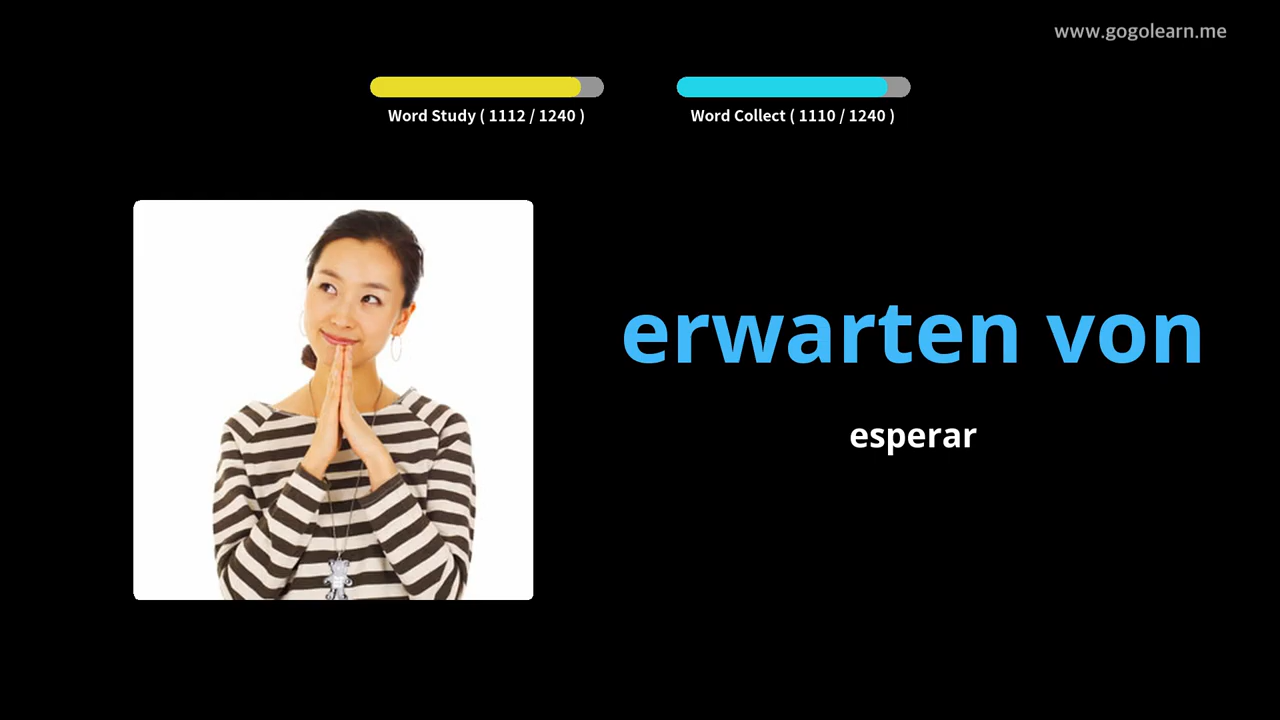 www.gogolearn.me
Word Study ( 1112 / 1240 )
Word Collect ( 1110 / 1240 )
erwarten von
esperar